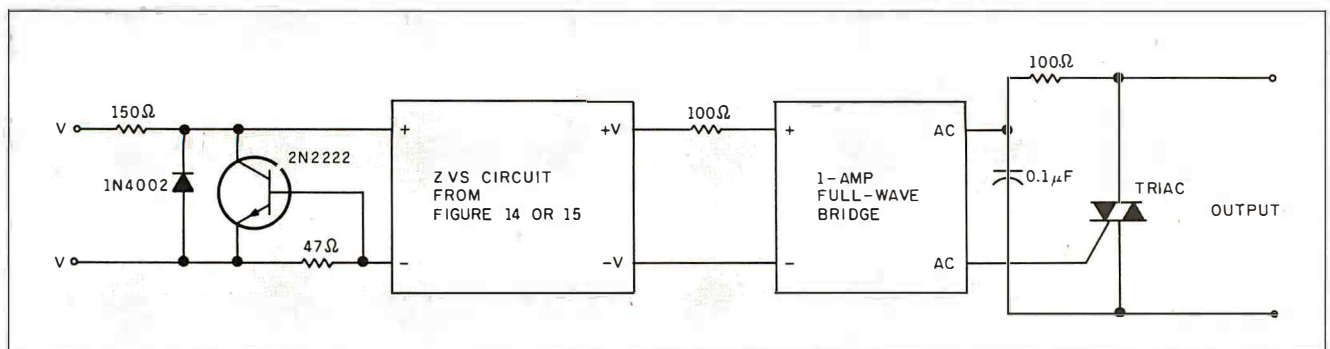 V
150Ω
1N4002
2N2222
47Ω
V
+
-
ZVS CIRCUIT
FROM
FIGURE 14 OR 15
+V
-V
100Ω
+
-
1-AMP
FULL-WAVE
BRIDGE
AC
AC
100Ω
0.1μF
TRIAC
OUTPUT